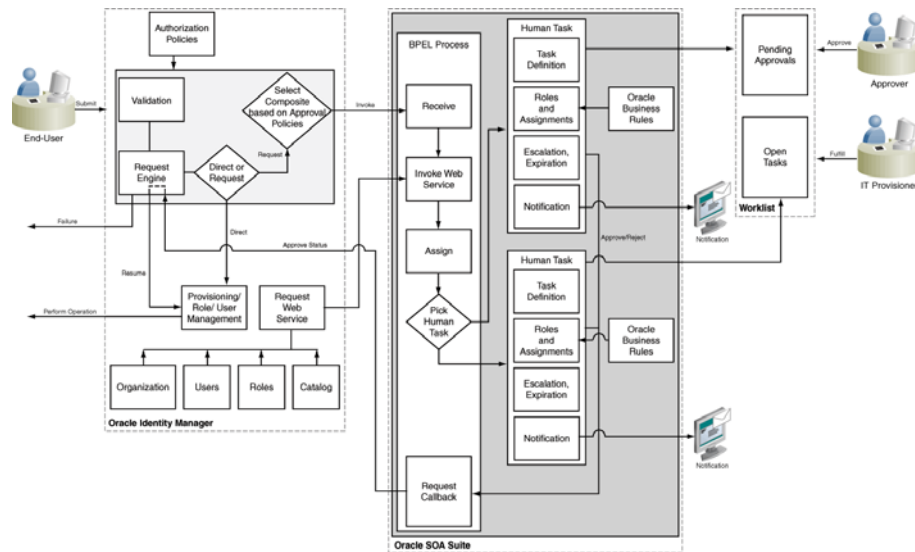 Authorization
Policies
End-User
Submit
Validation
Request
Engine
Direct or
Request
Request
Select
Composite
based on Approval
Policies
Invoke
Failure
Resume
Direct
Approve Status
Perform Operation
Provisioning/
Role/ User
Management
Request
Web
Service
Organization
Users
Roles
Catalog
Oracle Identity Manager
BPEL Process
Receive
Invoke Web
Service
Assign
Pick
Human
Task
Request
Callback
Human Task
Task
Definition
Roles
and
Assignments
Escalation,
Expiration
Notification
Oracle
Business
Rules
Approve/Reject
Human Task
Task
Definition
Roles
and
Assignments
Escalation,
Expiration
Notification
Oracle
Business
Rules
Oracle SOA Suite
Notification
Notification
Pending
Approvals
Open
Tasks
Worklist
Approve
Approver
Fulfill
IT Provisioner